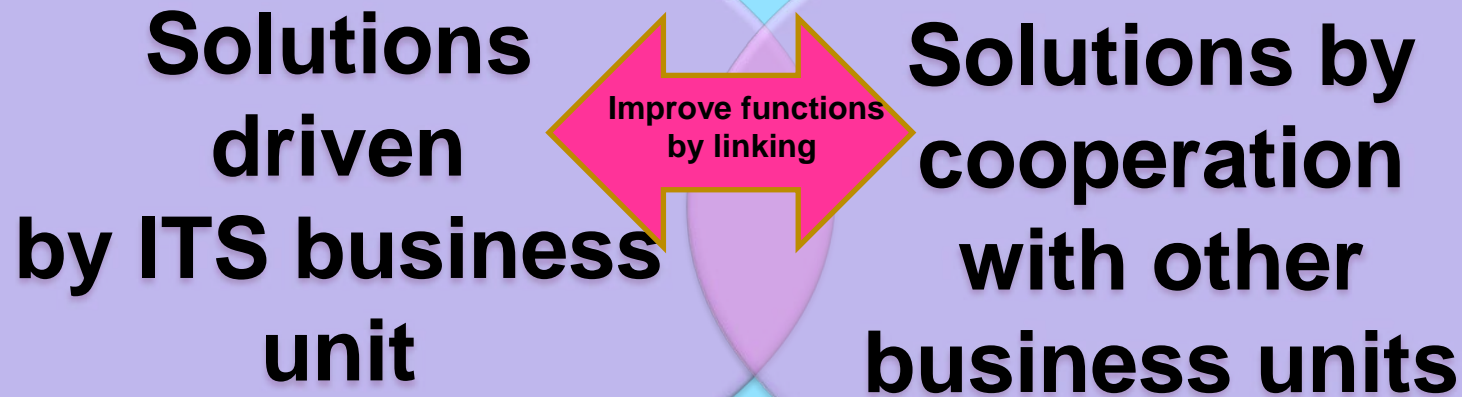 Solutions
driven
by ITS business
unit
Improve functions
by linking
Solutions by
cooperation
with other
business units